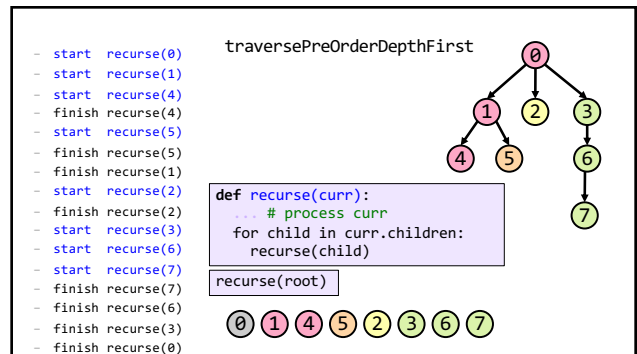 traversePreOrderDepthFirst
– start recurse(0)
– start recurse(1)
– start recurse(4)
– finish recurse(4)
– start recurse(5)
– finish recurse(5)
– finish recurse(1)
– start recurse(2)
– finish recurse(2)
– start recurse(3)
– start recurse(6)
– start recurse(7)
– finish recurse(7)
– finish recurse(6)
– finish recurse(3)
– finish recurse(0)
0
1 2 3
4 5 6
7
def recurse(curr):
... # process curr
for child in curr.children:
recurse(child)
recurse(root)
0 1 4 5 2 3 6 7